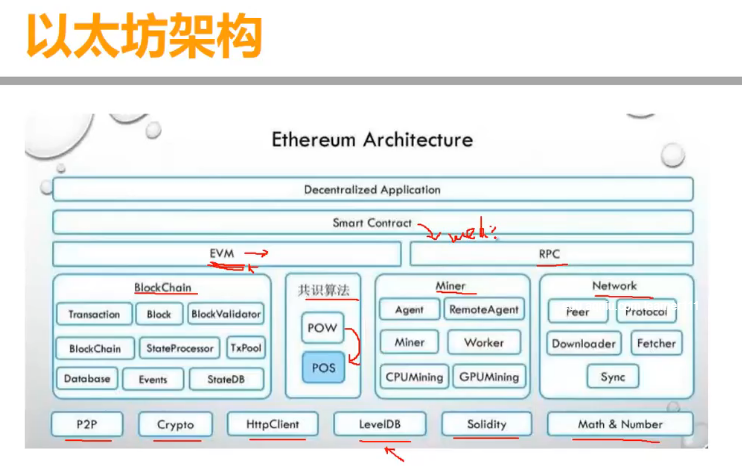 以太坊架构
Ethereum Architecture
Decentralized Application
Smart Contract
EVM RPC
BlockChain 共识算法 Miner Network
Transaction Block BlockValidator POW Agent RemoteAgent Peer Protocol
BlockChain StateProcessor TxPool Miner Worker Downloader Fetcher
Database Events StateDB POS CPUMining GPUMining Sync
P2P Crypto HttpClient LevelDB Solidity Math & Number